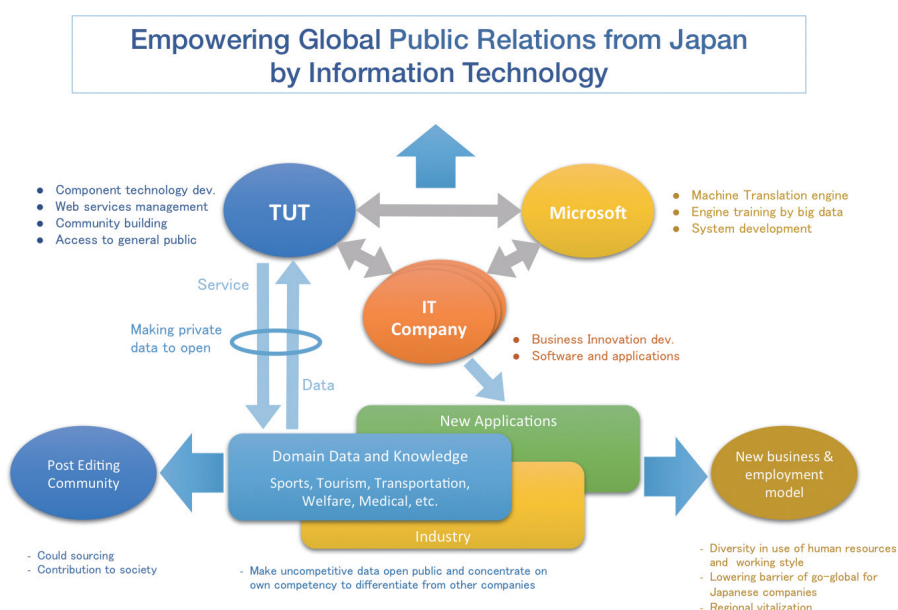 Empowering Global Public Relations from Japan
by Information Technology
● Component technology dev.
● Web services management
● Community building
● Access to general public
TUT
Microsoft
● Machine Translation engine
● Engine training by big data
● System development
Service
IT
Company
Making private
data to open
● Business Innovation dev.
● Software and applications
Data
New Applications
Post Editing
Community
Domain Data and Knowledge
Sports, Tourism, Transportation,
Welfare, Medical, etc.
New business &
employment
model
Industry
- Could sourcing
- Contribution to society
- Make uncompetitive data open public and concentrate on
own competency to differentiate from other companies
- Diversity in use of human resources
and working style
- Lowering barrier of go-global for
Japanese companies
- Regional vitalization